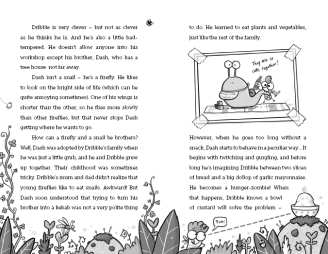 Dribble is very clever – but not as clever
as he thinks he is. And he's also a little bad-
tempered. He doesn't allow anyone into his
workshop except his brother, Dash, who has a
tree house not far away.
Dash isn't a snail – he's a firefly. He likes
to look on the bright side of life (which can be
quite annoying sometimes). One of his wings is
shorter than the other, so he flies more slowly
than other fireflies, but that never stops Dash
getting where he wants to go.
How can a firefly and a snail be brothers?
Well, Dash was adopted by Dribble's family when
he was just a little grub, and he and Dribble grew
up together. Their childhood was sometimes
tricky. Dribble's mum and dad didn't realize that
young fireflies like to eat snails. Awkward! But
Dash soon understood that trying to turn his
brother into a kebab was not a very polite thing
to do. He learned to eat plants and vegetables,
just like the rest of the family.
They are so
cute together!
However, when he goes too long without a
snack, Dash starts to behave in a peculiar way... It
begins with twitching and gurgling, and before
long he's imagining Dribble between two slices
of bread and a big dollop of garlic mayonnaise.
He becomes a hunger-zombie! When
that happens, Dribble knows a bowl
of custard will solve the problem –